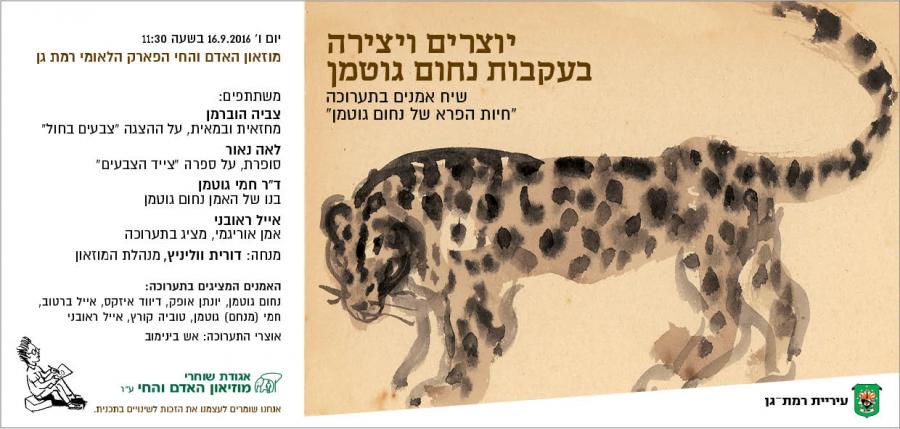 יוצרים ויצירה
בעקבות נחום גוטמן
שיח אמנים בתערוכה
"חיות הפרא של נחום גוטמן"
יום ו' 16.9.2016 בשעה 11:30
מוזאון האדם והחי הפארק הלאומי רמת גן
משתתפים:
צביה הוברמן
מחזאית ובמאית, על ההצגה "צבעים בחול"
לאה נאור
סופרת, על ספרה "צייד הצבעים"
ד"ר חמי גוטמן
בנו של האמן נחום גוטמן
אייל ראובני
אמן אוריגמי, מציג בתערוכה
מנחה: דורית ווליניץ, מנהלת המוזאון
האמנים המציגים בתערוכה:
נחום גוטמן, יונתן אופק, דיוויד איזקס, אייל ברטוב,
חמי (מנחם) גוטמן, טוביה קורץ, אייל ראובני
אוצרי התערוכה: אש בינימוב
אגודת שוחרי
מוזיאון האדם והחי ע"ר
אנחנו שומרים לעצמנו את הזכות לשינויים בתכנית.
עיריית רמת-גן